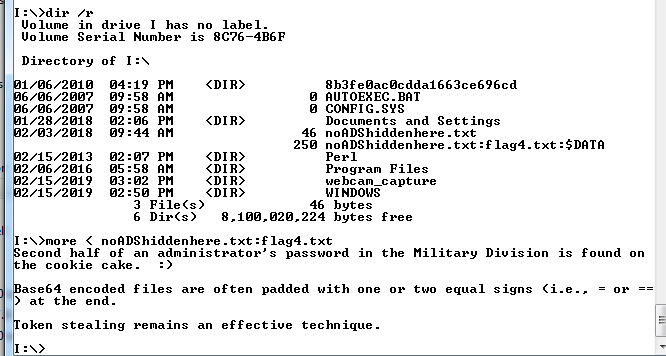 I:\>dir /r
Volume in drive I has no label.
Volume Serial Number is 8C76-4B6F
Directory of I:\
01/06/2010  04:19 PM    <DIR>          8b3fe0ac0cdda1663ce696cd
06/06/2007  09:58 AM                 0 AUTOEXEC.BAT
06/06/2007  09:58 AM                 0 CONFIG.SYS
01/28/2018  02:06 PM    <DIR>          Documents and Settings
02/03/2018  09:44 AM                46 noADShiddenhere.txt
250 noADShiddenhere.txt:flag4.txt:$DATA
02/15/2013  02:07 PM    <DIR>          Perl
02/06/2016  05:58 AM    <DIR>          Program Files
02/15/2019  03:02 PM    <DIR>          webcam_capture
02/15/2019  02:50 PM    <DIR>          WINDOWS
3 File(s)             46 bytes
6 Dir(s)   8,100,020,224 bytes free
I:\>more < noADShiddenhere.txt:flag4.txt
Second half of an administrator's password in the Military Division is found on
the cookie cake.  :)
Base64 encoded files are often padded with one or two equal signs (i.e., = or ==
) at the end.
Token stealing remains an effective technique.
I:\>